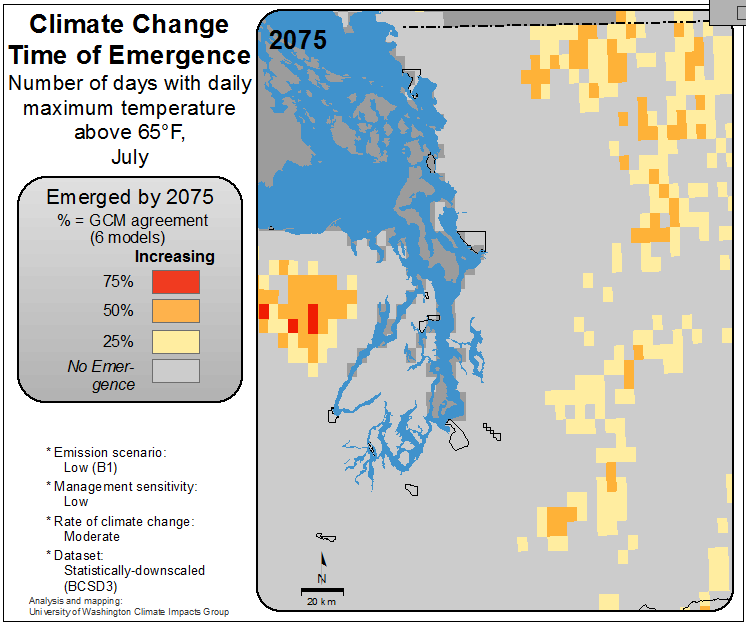 Climate Change
Time of Emergence
Number of days with daily
maximum temperature
above 65°F,
July
Emerged by 2075
% = GCM agreement
(6 models)
Increasing
75%
50%
25%
No Emer-
gence
* Emission scenario:
Low (B1)
* Management sensitivity:
Low
* Rate of climate change:
Moderate
* Dataset:
Statistically-downscaled
(BCSD3)
Analysis and mapping:
University of Washington Climate Impacts Group
2075
N
20 km